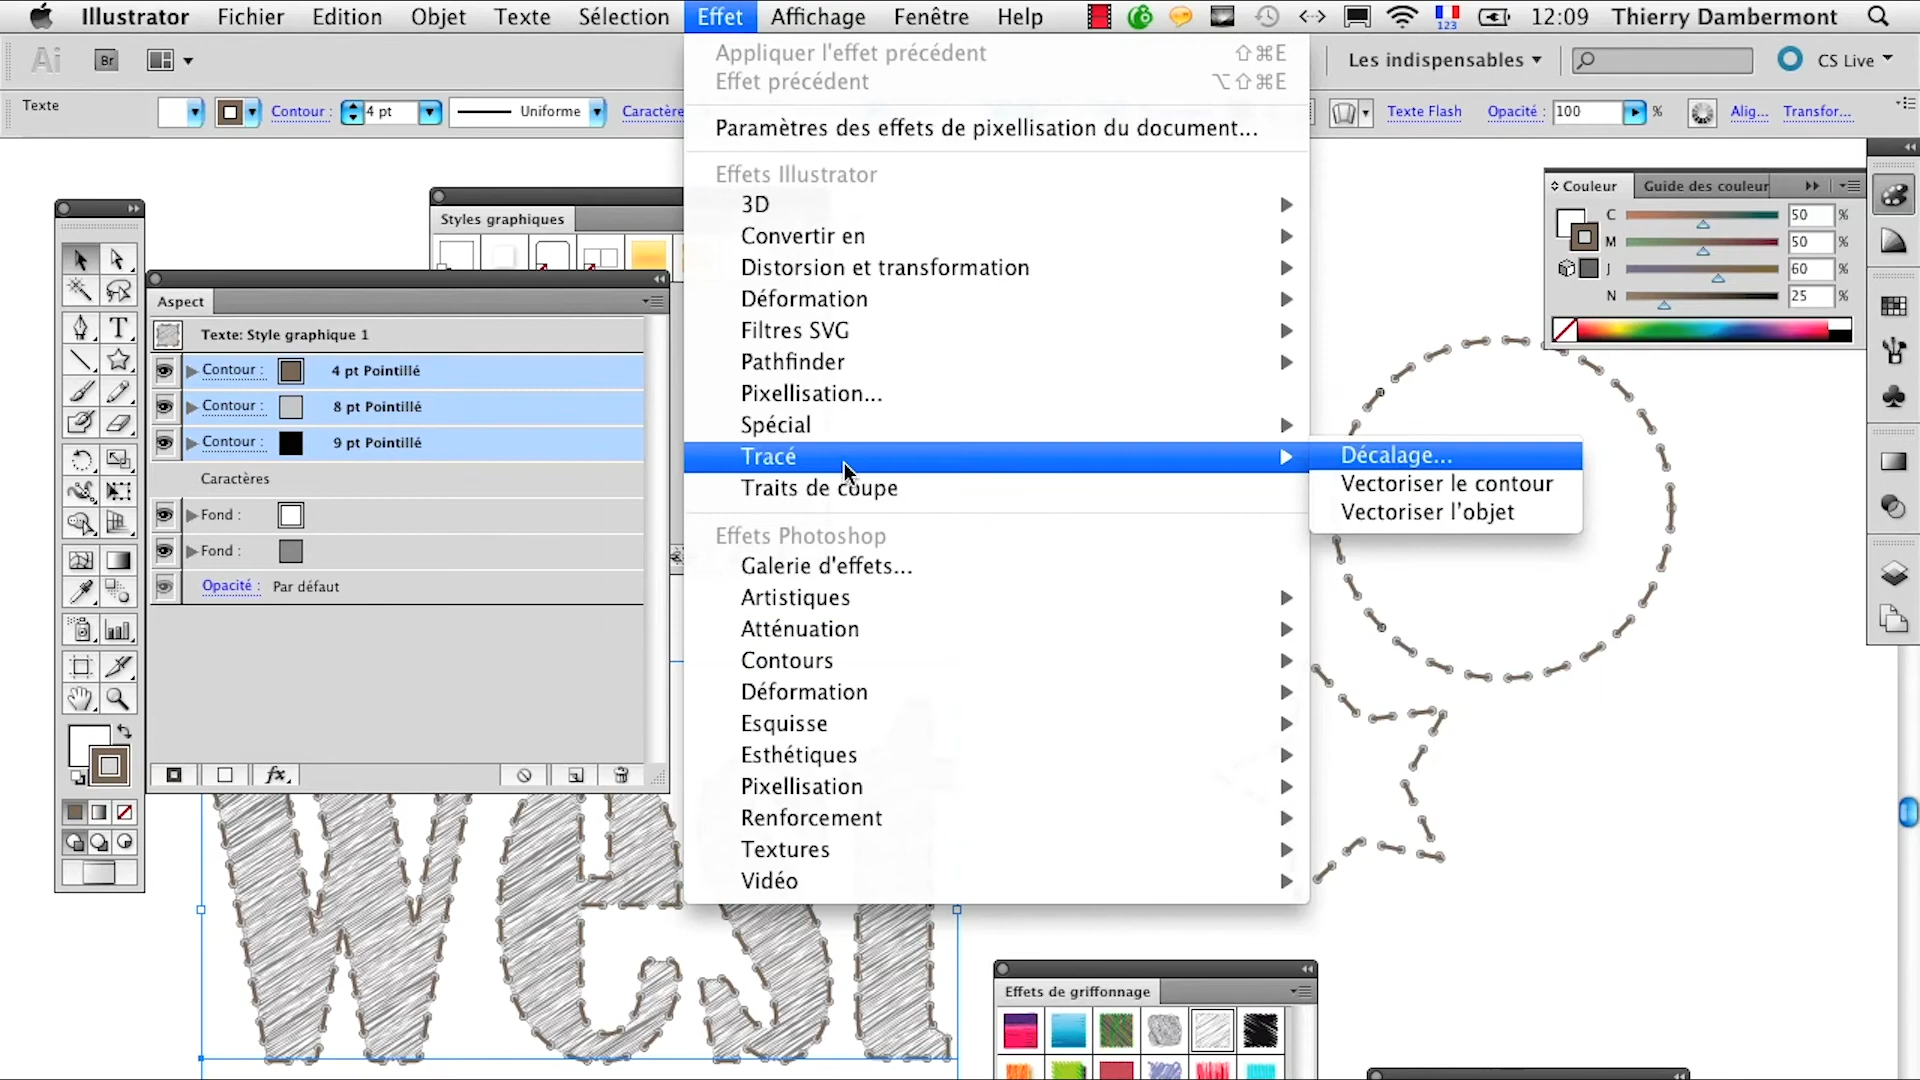 Illustrator Fichier Edition Objet Texte Sélection Effet Affichage Fenêtre Help 123 12:09 Thierry Dambermont
Ai Br Les indispensables CS Live
Texte Contour : 4 pt Uniforme Caractère Texte Flash Opacité : 100 % Alig... Transfor...
Appliquer l'effet précédent ⇧⌘E
Effet précédent ⌥⇧⌘E
Paramètres des effets de pixellisation du document...
Effets Illustrator
3D
Convertir en
Distorsion et transformation
Déformation
Filtres SVG
Pathfinder
Pixellisation...
Spécial
Tracé
Traits de coupe
Effets Photoshop
Galerie d'effets...
Artistiques
Atténuation
Contours
Déformation
Esquisse
Esthétiques
Pixellisation
Renforcement
Textures
Vidéo
Décalage...
Vectoriser le contour
Vectoriser l'objet
Styles graphiques
Aspect
Texte: Style graphique 1
Contour : 4 pt Pointillé
Contour : 8 pt Pointillé
Contour : 9 pt Pointillé
Caractères
Fond :
Fond :
Opacité : Par défaut
fx
Couleur Guide des couleur
C 50 %
M 50 %
J 60 %
N 25 %
West
Effets de griffonnage